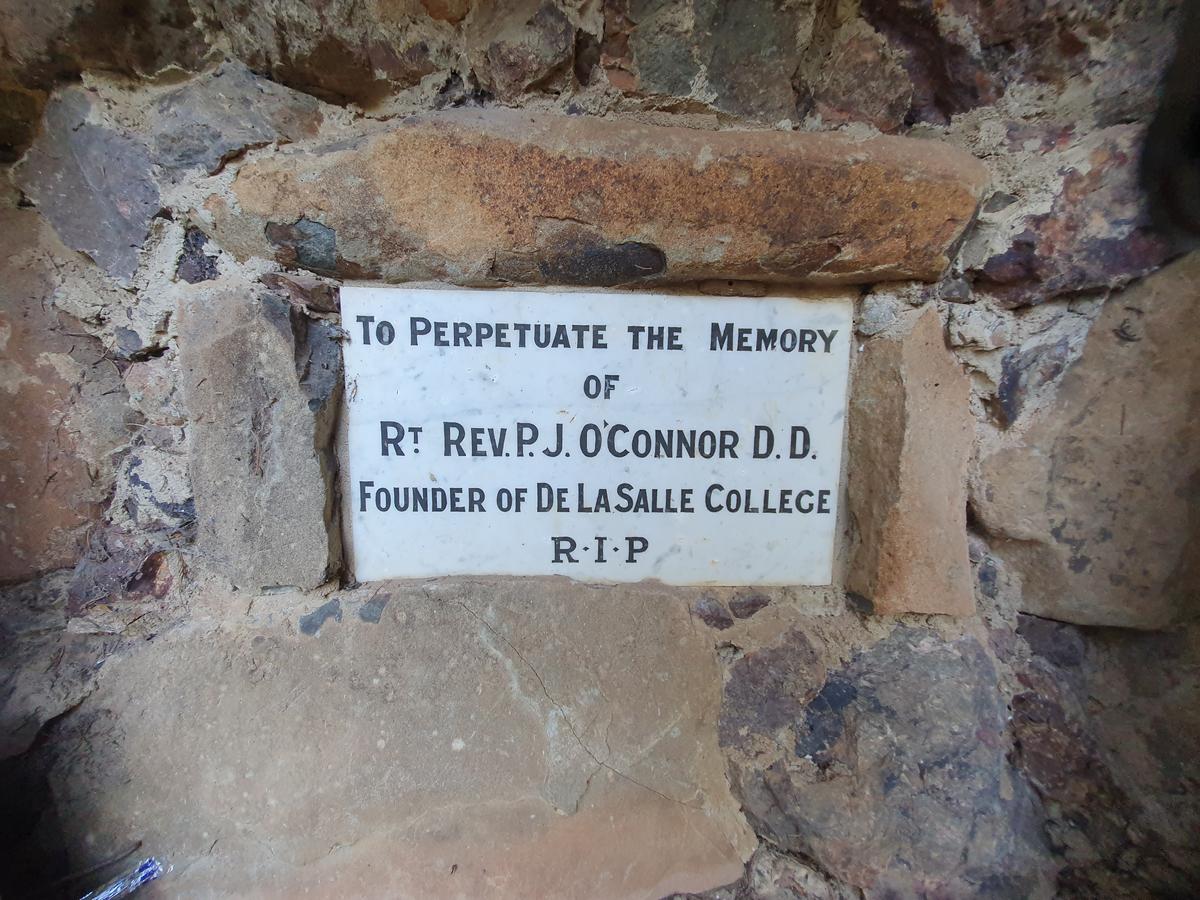 To Perpetuate the Memory
of
Rt Rev. P. J. O'Connor D. D.
Founder of De La Salle College
R·I·P